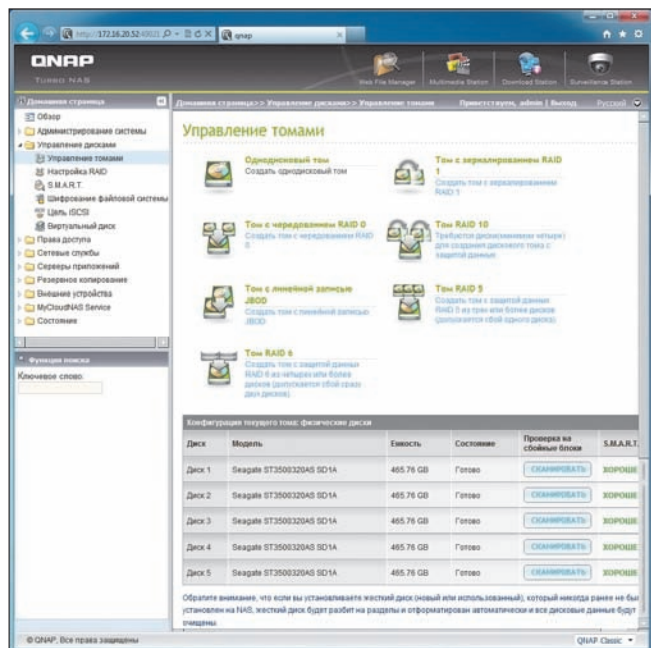 http://172.16.20.52:49021/
qnap
QNAP
TURBO NAS
Web File Manager
Multimedia Station
Download Station
Surveillance Station
Домашняя страница
Домашняя страница>> Управление дисками>> Управление томами
Приветствуем, admin | Выход
Русский
Обзор
Администрирование системы
Управление дисками
Управление томами
Настройка RAID
S.M.A.R.T.
Шифрование файловой системы
Цель iSCSI
Виртуальный диск
Права доступа
Сетевые службы
Серверы приложений
Резервное копирование
Внешние устройства
MyCloudNAS Service
Состояние
Функция поиска
Ключевое слово:
Управление томами
Однодисковый том
Создать однодисковый том
Том с зеркалированием RAID
1
Создать том с зеркалированием
RAID 1
Том с чередованием RAID 0
Создать том с чередованием RAID
0
Том RAID 10
Требуются диски(минимум четыре)
для создания дискового тома с
защитой данных
Том с линейной записью
JBOD
Создать том с линейной записью
JBOD
Том RAID 5
Создать том с защитой данных
RAID 5 из трех или более дисков
(допускается сбой одного диска)
Том RAID 6
Создать том с защитой данных
RAID 6 из четырех или более
дисков (допускается сбой сразу
двух дисков)
Конфигурация текущего тома: физические диски
Диск Модель Емкость Состояние Проверка на сбойные блоки S.M.A.R.T.
Диск 1 Seagate ST3500320AS SD1A 465.76 GB Готово СКАНИРОВАТЬ ХОРОШЕ
Диск 2 Seagate ST3500320AS SD1A 465.76 GB Готово СКАНИРОВАТЬ ХОРОШЕ
Диск 3 Seagate ST3500320AS SD1A 465.76 GB Готово СКАНИРОВАТЬ ХОРОШЕ
Диск 4 Seagate ST3500320AS SD1A 465.76 GB Готово СКАНИРОВАТЬ ХОРОШЕ
Диск 5 Seagate ST3500320AS SD1A 465.76 GB Готово СКАНИРОВАТЬ ХОРОШЕ
Обратите внимание, что если вы устанавливаете жесткий диск (новый или использованный), который никогда ранее не был
установлен на NAS, жесткий диск будет разбит на разделы и отформатирован автоматически и все дисковые данные будут
очищены.
© QNAP, Все права защищены
QNAP Classic